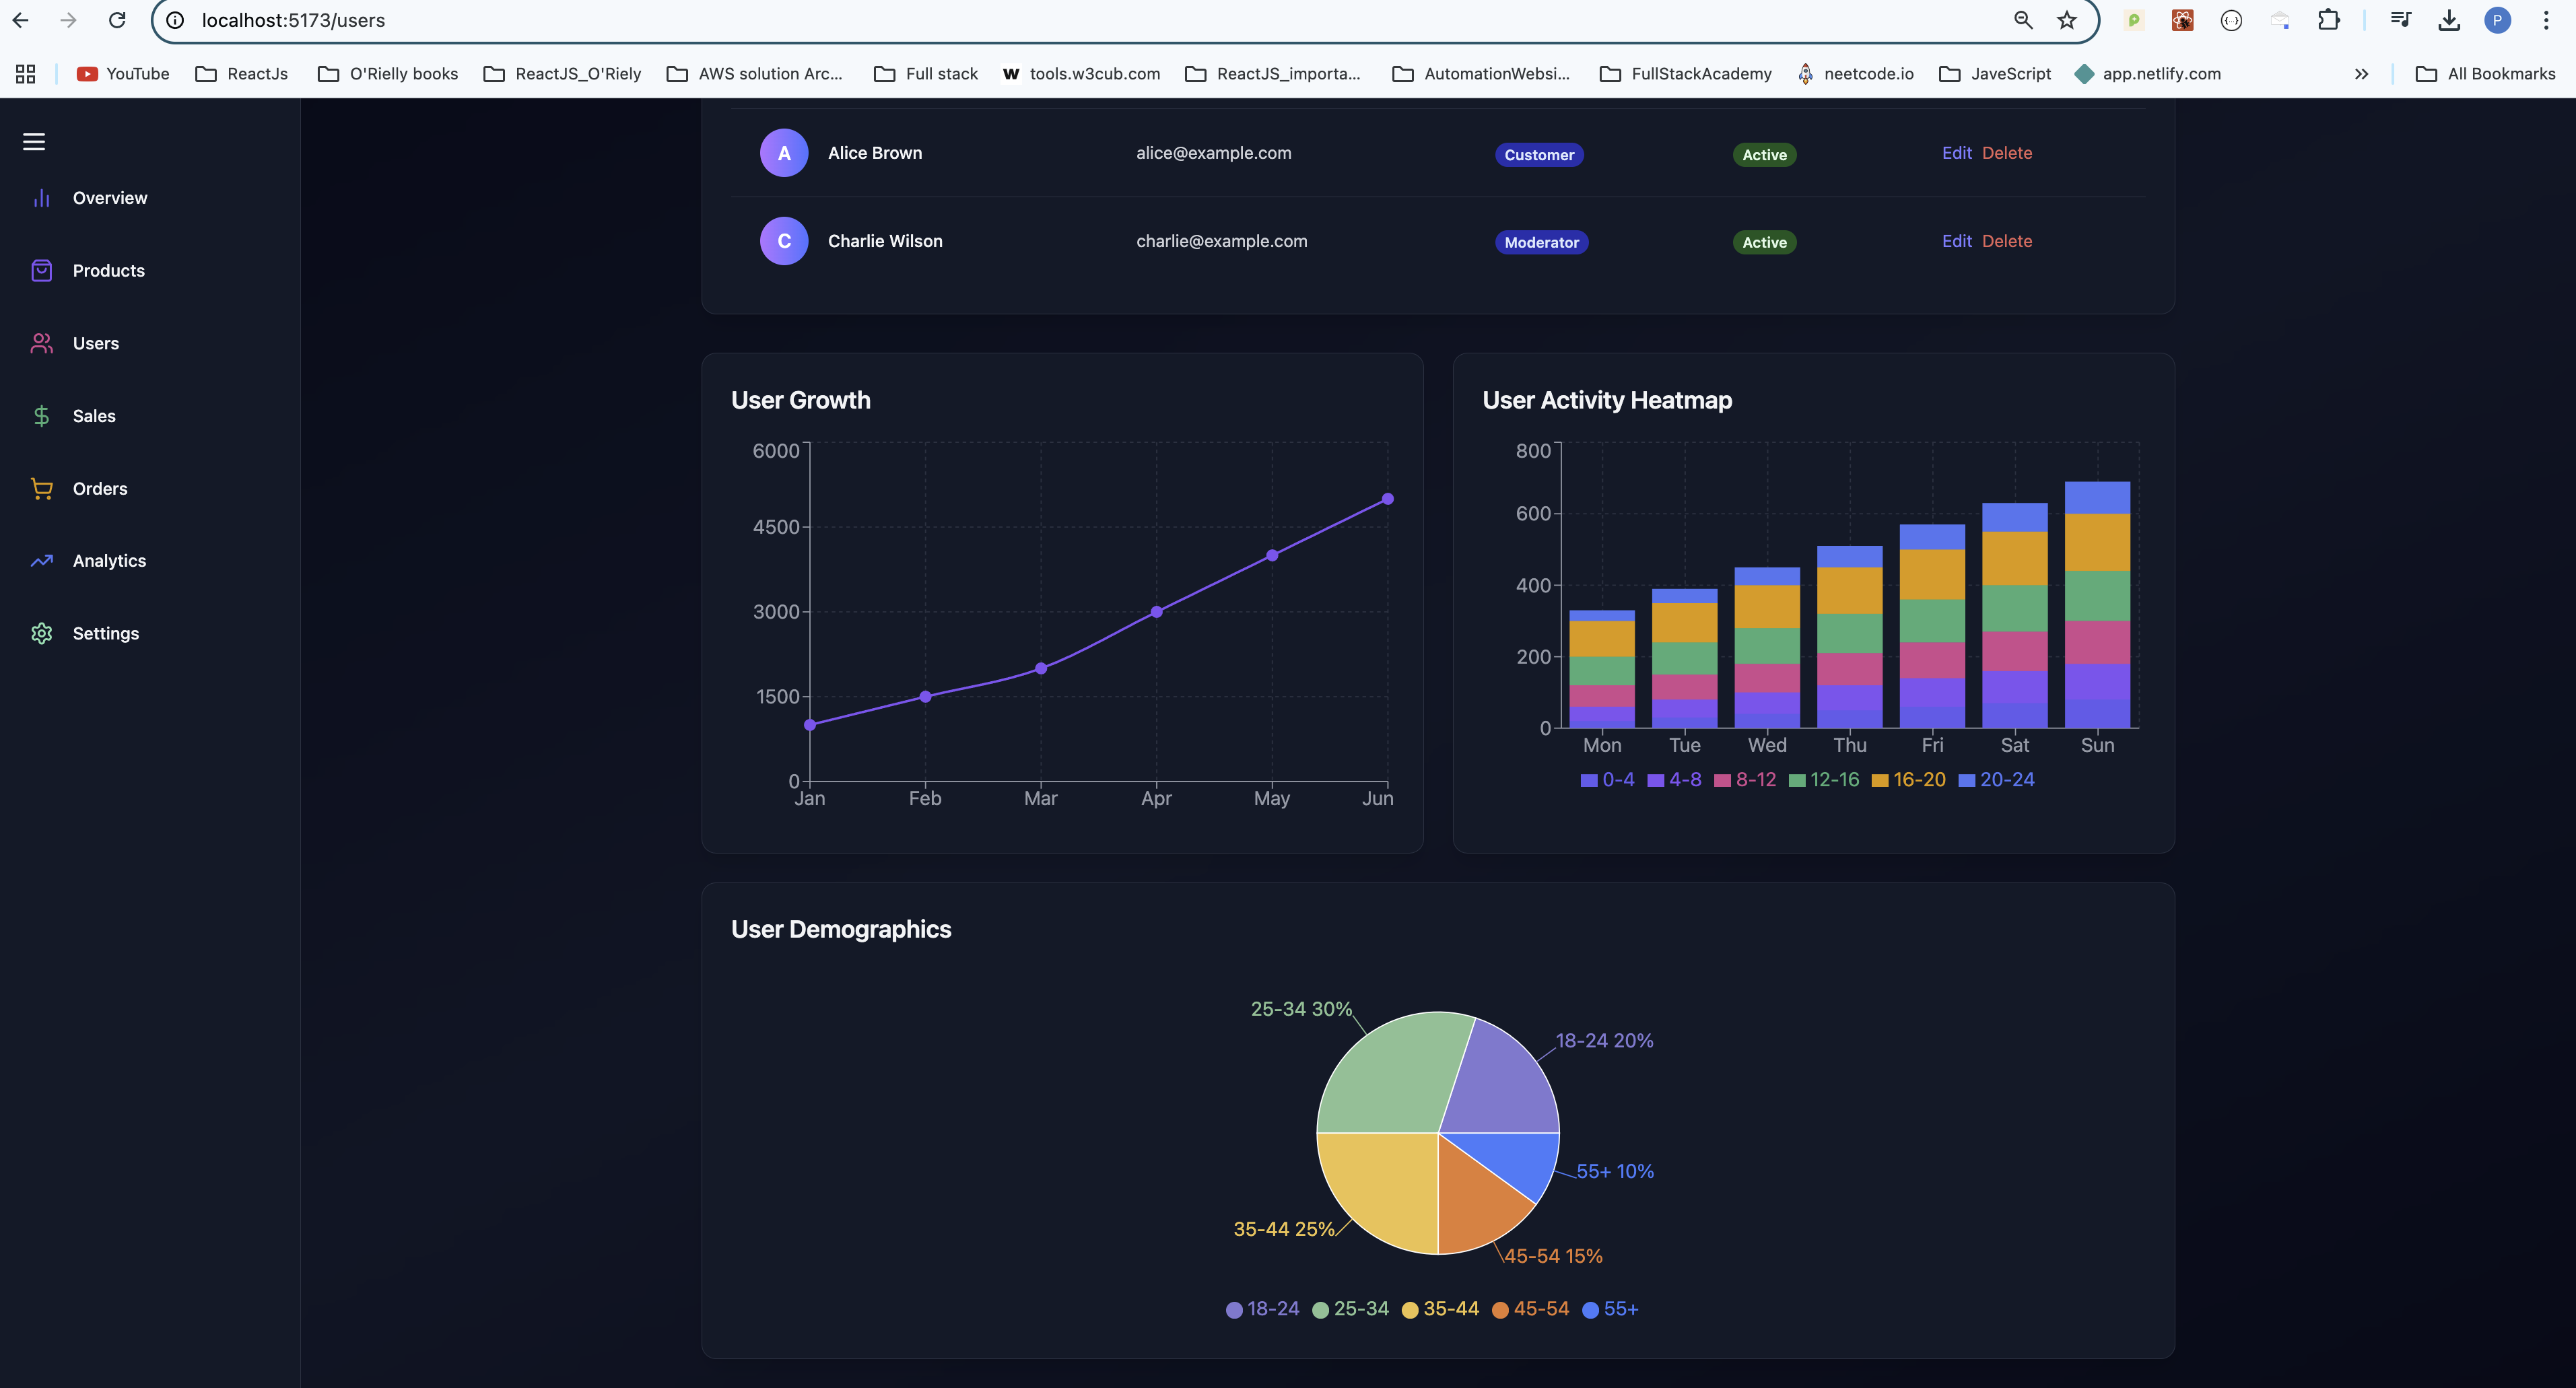 localhost:5173/users
P
YouTube ReactJs O'Rielly books ReactJS_O'Riely AWS solution Arc... Full stack W tools.w3cub.com ReactJS_importa... AutomationWebsi... FullStackAcademy neetcode.io JaveScript app.netlify.com » All Bookmarks
Overview
Products
Users
Sales
Orders
Analytics
Settings
A Alice Brown alice@example.com Customer Active Edit Delete
C Charlie Wilson charlie@example.com Moderator Active Edit Delete
User Growth
6000
4500
3000
1500
0
Jan Feb Mar Apr May Jun
User Activity Heatmap
800
600
400
200
0
Mon Tue Wed Thu Fri Sat Sun
0-4 4-8 8-12 12-16 16-20 20-24
User Demographics
25-34 30%
18-24 20%
55+ 10%
35-44 25%
45-54 15%
18-24 25-34 35-44 45-54 55+